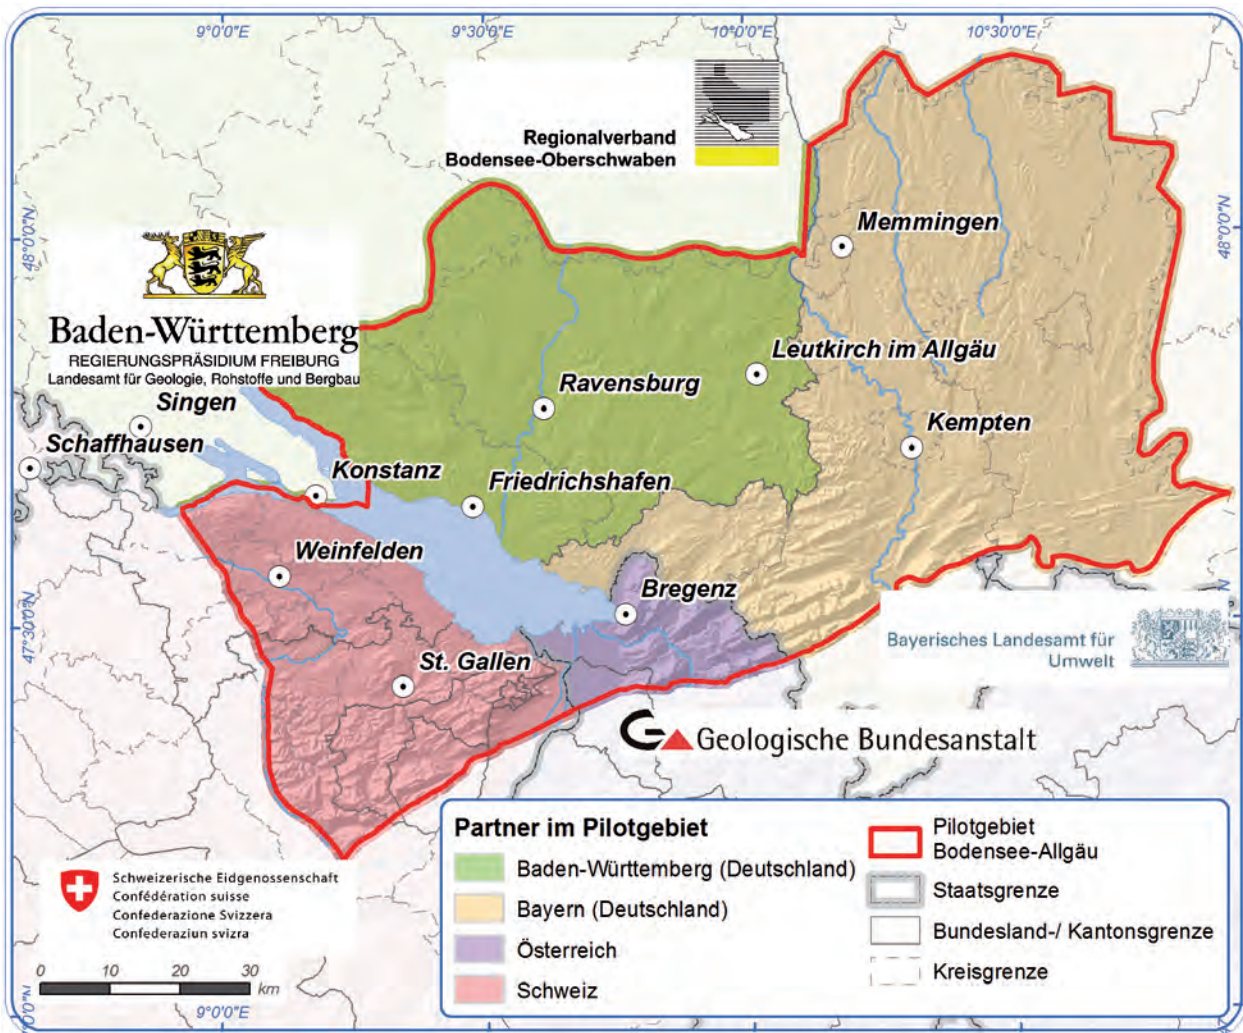 9°0'0"E
9°30'0"E
10°0'0"E
10°30'0"E
Regionalverband
Bodensee-Oberschwaben
48°0'0"N
48°0'0"N
Memmingen
Baden-Württemberg
REGIERUNGSPRÄSIDIUM FREIBURG
Landesamt für Geologie, Rohstoffe und Bergbau
Leutkirch im Allgäu
Ravensburg
Singen
Schaffhausen
Kempten
Konstanz
Friedrichshafen
Weinfelden
Bregenz
47°30'0"N
Bayerisches Landesamt für
Umwelt
St. Gallen
Geologische Bundesanstalt
Partner im Pilotgebiet
Baden-Württemberg (Deutschland)
Bayern (Deutschland)
Österreich
Schweiz
Pilotgebiet
Bodensee-Allgäu
Staatsgrenze
Bundesland-/ Kantonsgrenze
Kreisgrenze
Schweizerische Eidgenossenschaft
Confédération suisse
Confederazione Svizzera
Confederaziun svizra
0 10 20 30
km
9°0'0"E